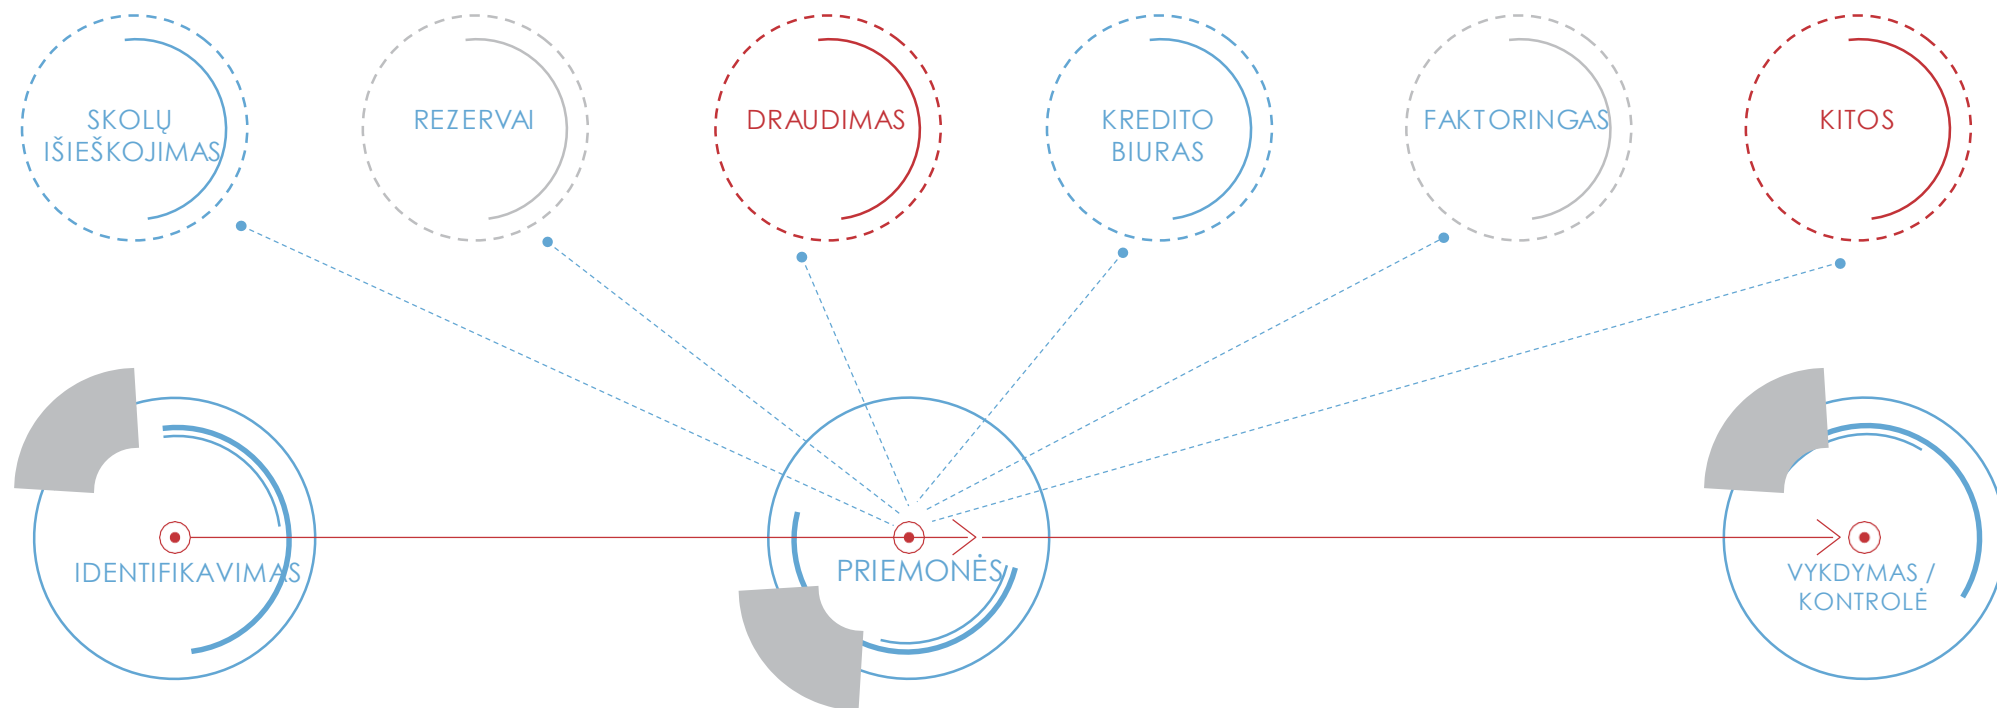 SKOLŲ
IŠIEŠKOJIMAS
REZERVAI
DRAUDIMAS
KREDITO
BIURAS
FAKTORINGAS
KITOS
IDENTIFIKAVIMAS
PRIEMONĖS
VYKDYMAS /
KONTROLĖ